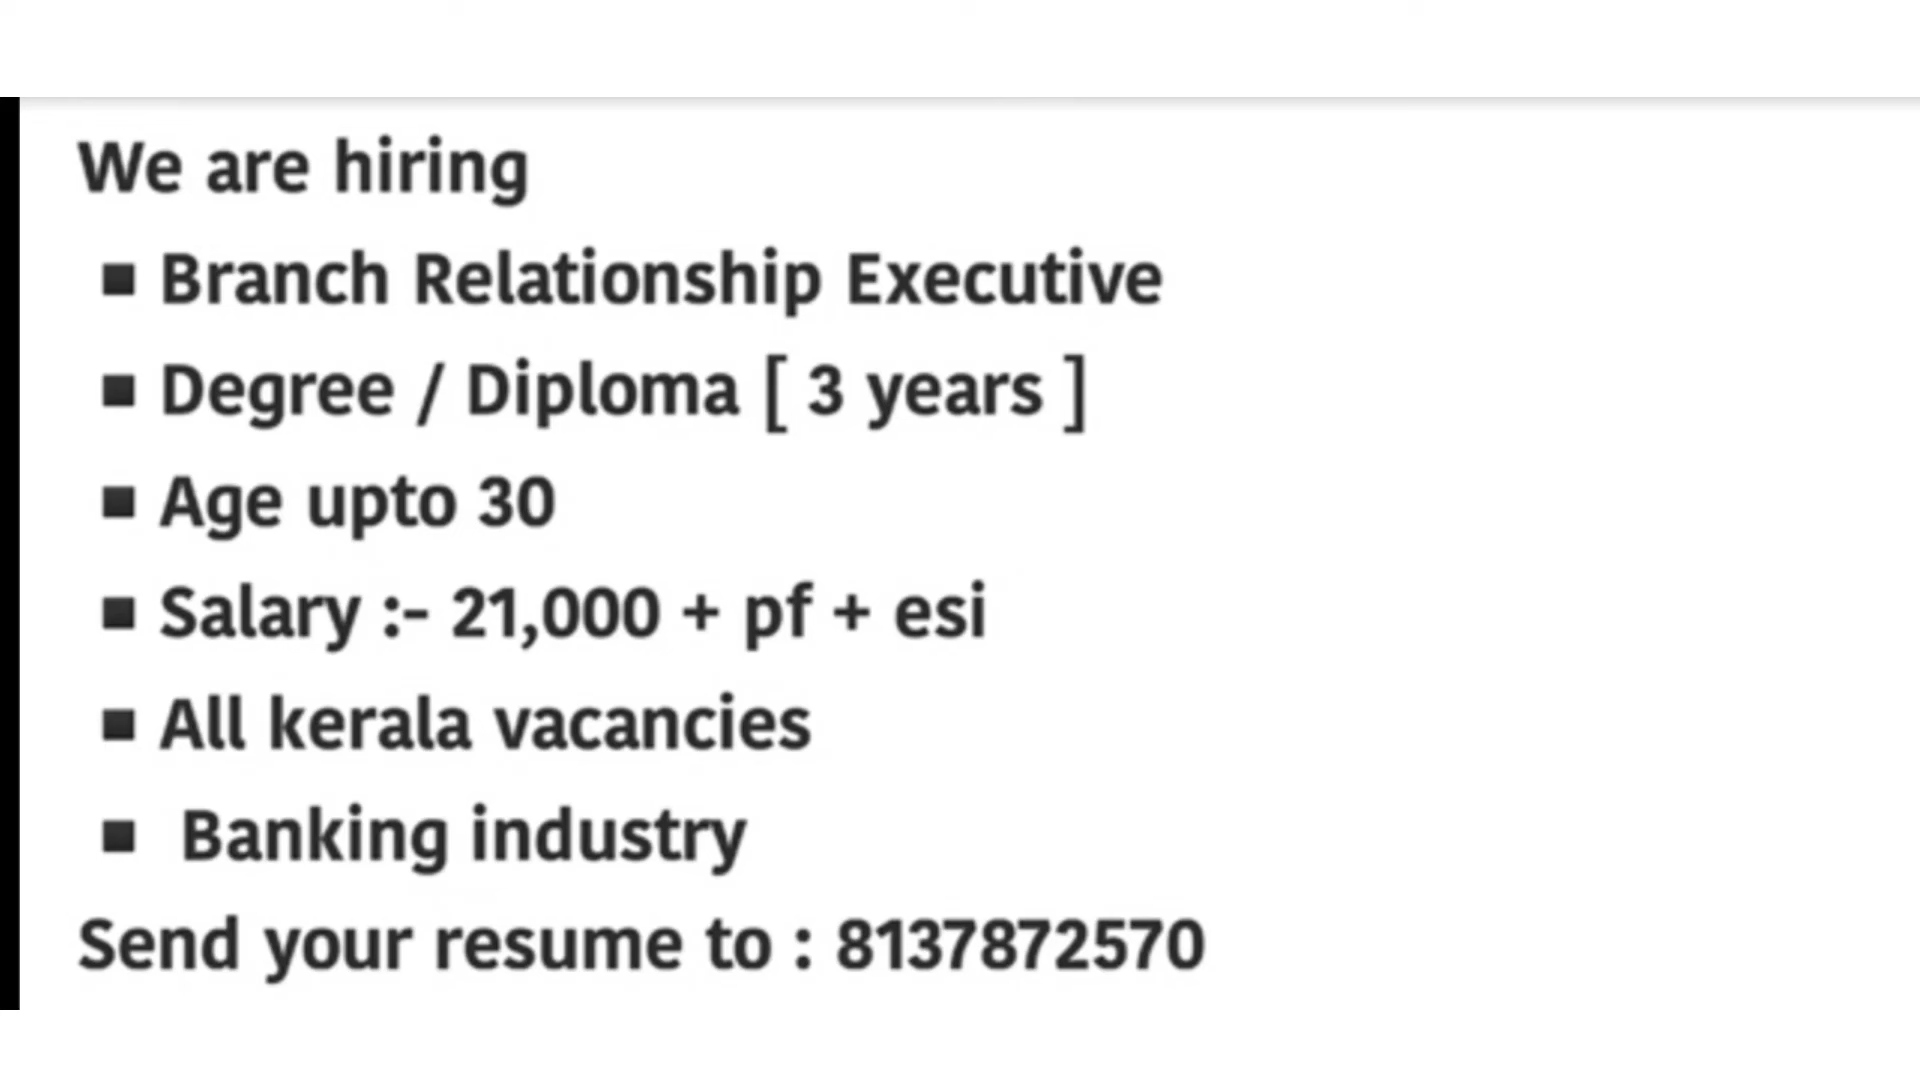 We are hiring
▪ Branch Relationship Executive
▪ Degree / Diploma [ 3 years ]
▪ Age upto 30
▪ Salary :- 21,000 + pf + esi
▪ All kerala vacancies
▪ Banking industry
Send your resume to : 8137872570